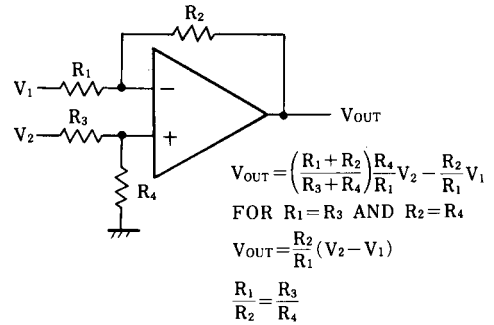 R2
R1
V1
−
R3
VOUT
V2
+
R4
VOUT=((R1+R2)/(R3+R4))(R4/R1)V2−(R2/R1)V1
FOR R1=R3 AND R2=R4
VOUT=(R2/R1)(V2−V1)
R1/R2=R3/R4